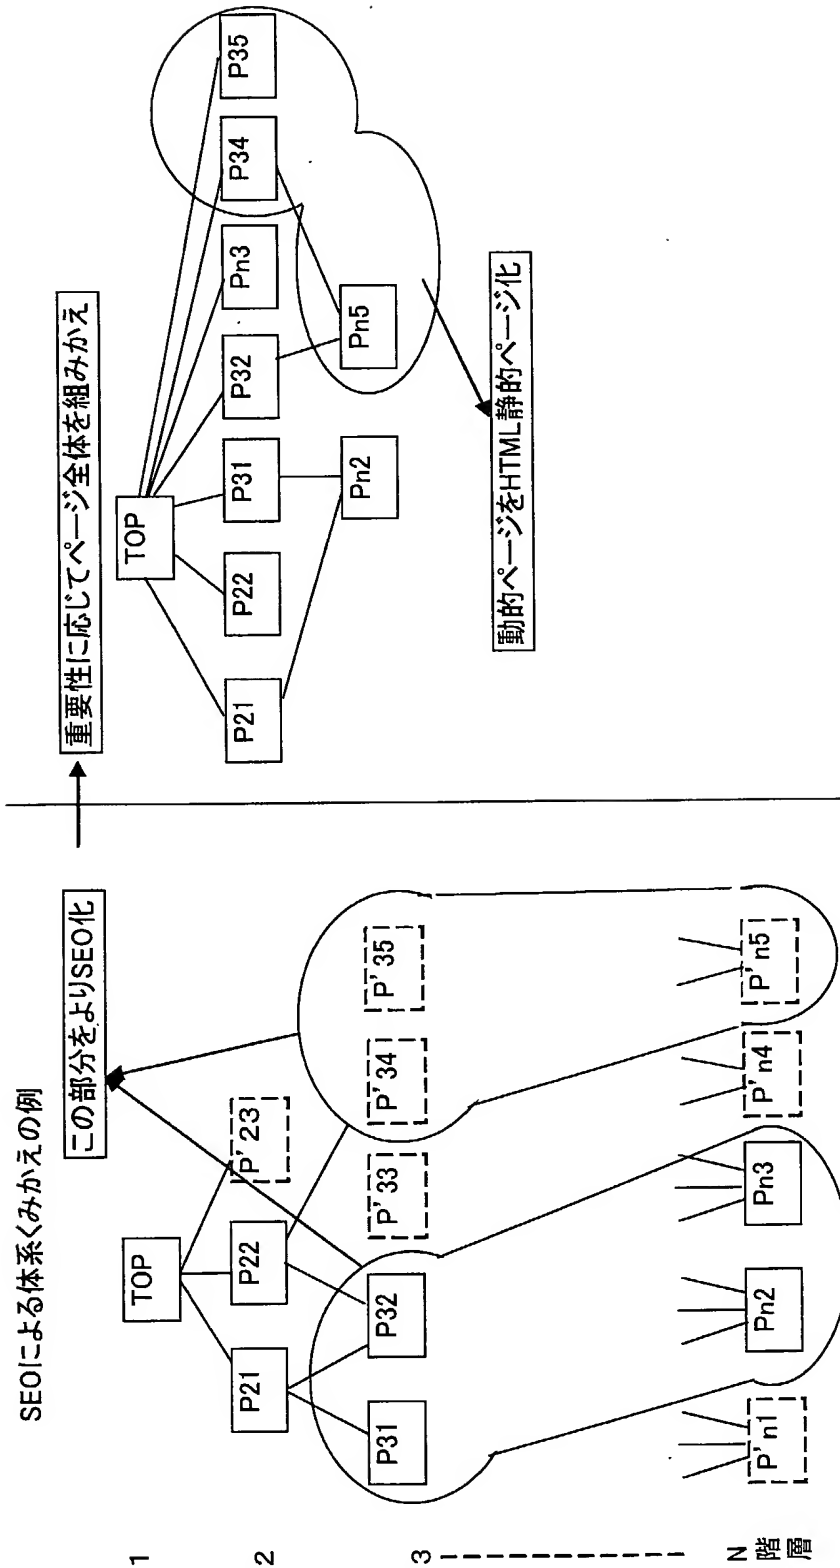 SEOによる体系くみかえの例
この部分をよりSEO化
重要性に応じてページ全体を組みかえ
1
TOP
2
P21
P22
P'23
3
P31
P32
P'33
P'34
P'35
N
階
層
P'n1
Pn2
Pn3
P'n4
P'n5
TOP
P21
P22
P31
P32
Pn3
P34
P35
Pn2
Pn5
動的ページをHTML静的ページ化